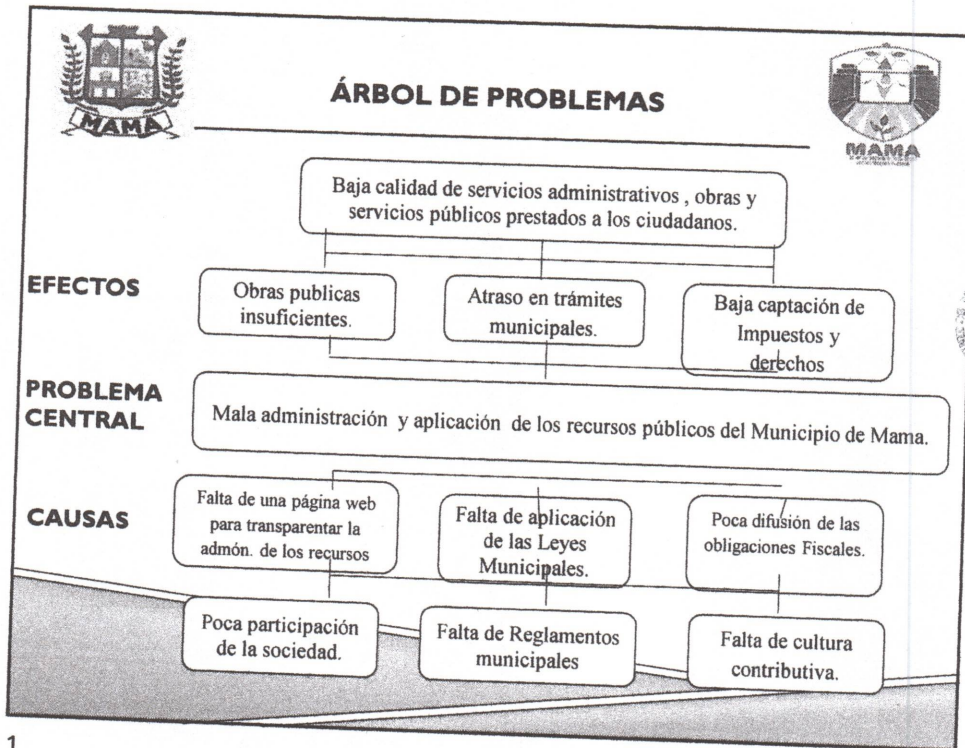 MAMA
ÁRBOL DE PROBLEMAS
MAMA
Baja calidad de servicios administrativos , obras y
servicios públicos prestados a los ciudadanos.
EFECTOS
Obras publicas
insuficientes.
Atraso en trámites
municipales.
Baja captación de
Impuestos y
derechos
PROBLEMA
CENTRAL
Mala administración y aplicación de los recursos públicos del Municipio de Mama.
CAUSAS
Falta de una página web
para transparentar la
admón. de los recursos
Falta de aplicación
de las Leyes
Municipales.
Poca difusión de las
obligaciones Fiscales.
Poca participación
de la sociedad.
Falta de Reglamentos
municipales
Falta de cultura
contributiva.
1